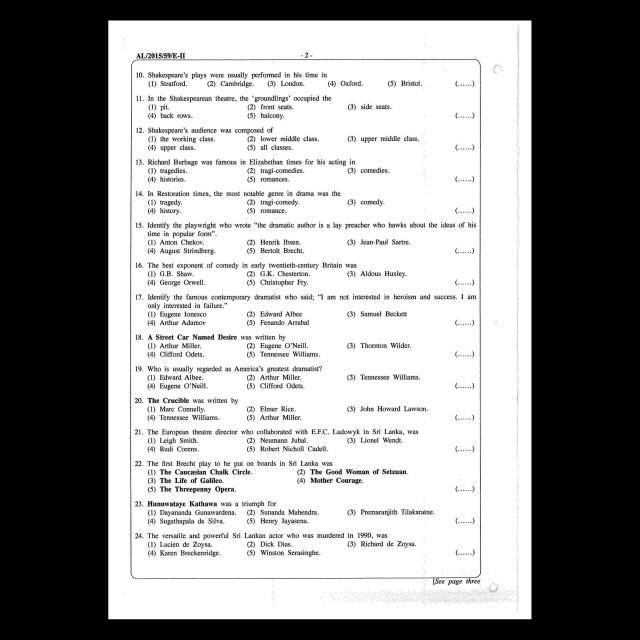 AL/2015/59/E-II
- 2 -
10. Shakespeare's plays were usually performed in his time in
(1) Stratford. (2) Cambridge. (3) London. (4) Oxford. (5) Bristol. (......)
11. In the Shakespearean theatre, the 'groundlings' occupied the
(1) pit. (2) front seats. (3) side seats.
(4) back rows. (5) balcony. (......)
12. Shakespeare's audience was composed of
(1) the working class. (2) lower middle class. (3) upper middle class.
(4) upper class. (5) all classes. (......)
13. Richard Burbage was famous in Elizabethan times for his acting in
(1) tragedies. (2) tragi-comedies. (3) comedies.
(4) histories. (5) romances. (......)
14. In Restoration times, the most notable genre in drama was the
(1) tragedy. (2) tragi-comedy. (3) comedy.
(4) history. (5) romance. (......)
15. Identify the playwright who wrote "the dramatic author is a lay preacher who hawks about the ideas of his
time in popular form".
(1) Anton Chekov. (2) Henrik Ibsen. (3) Jean-Paul Sartre.
(4) August Strindberg. (5) Bertolt Brecht. (......)
16. The best exponent of comedy in early twentieth-century Britain was
(1) G.B. Shaw. (2) G.K. Chesterton. (3) Aldous Huxley.
(4) George Orwell. (5) Christopher Fry. (......)
17. Identify the famous contemporary dramatist who said; "I am not interested in heroism and success. I am
only interested in failure."
(1) Eugene Ionesco (2) Edward Albee (3) Samuel Beckett
(4) Arthur Adamov (5) Fenando Arrabal (......)
18. A Street Car Named Desire was written by
(1) Arthur Miller. (2) Eugene O'Neill. (3) Thornton Wilder.
(4) Clifford Odets. (5) Tennessee Williams. (......)
19. Who is usually regarded as America's greatest dramatist?
(1) Edward Albee. (2) Arthur Miller. (3) Tennessee Williams.
(4) Eugene O'Neill. (5) Clifford Odets. (......)
20. The Crucible was written by
(1) Marc Connelly. (2) Elmer Rice. (3) John Howard Lawson.
(4) Tennessee Williams. (5) Arthur Miller. (......)
21. The European theatre director who collaborated with E.F.C. Ludowyk in Sri Lanka, was
(1) Leigh Smith. (2) Neumann Jubal. (3) Lionel Wendt.
(4) Rudi Corens. (5) Robert Nicholl Cadell. (......)
22. The first Brecht play to be put on boards in Sri Lanka was
(1) The Caucasian Chalk Circle. (2) The Good Woman of Setzuan.
(3) The Life of Galileo. (4) Mother Courage.
(5) The Threepenny Opera. (......)
23. Hunuwataye Kathawa was a triumph for
(1) Dayananda Gunawardena. (2) Sunanda Mahendra. (3) Premaranjith Tilakaratne.
(4) Sugathapala de Silva. (5) Henry Jayasena. (......)
24. The versatile and powerful Sri Lankan actor who was murdered in 1990, was
(1) Lucien de Zoysa. (2) Dick Dias. (3) Richard de Zoysa.
(4) Karen Breckenridge. (5) Winston Serasinghe. (......)
[See page three